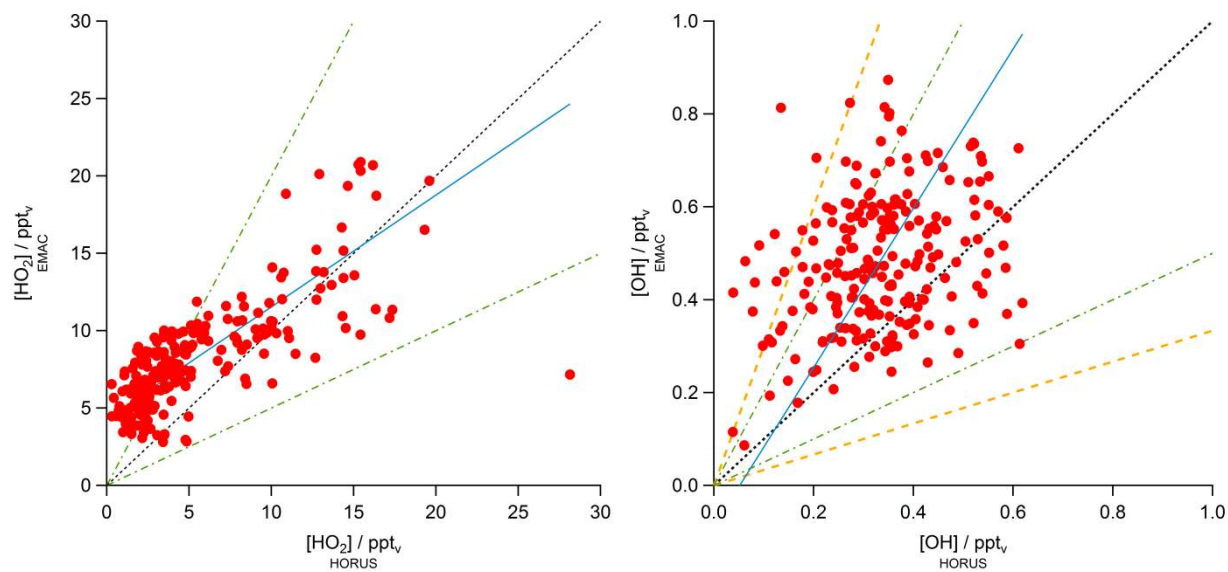 30
25
20
15
10
5
0
[HO₂] / pptᵥ
EMAC
0 5 10 15 20 25 30
[HO₂] / pptᵥ
HORUS
1.0
0.8
0.6
0.4
0.2
0.0
[OH] / pptᵥ
EMAC
0.0 0.2 0.4 0.6 0.8 1.0
[OH] / pptᵥ
HORUS